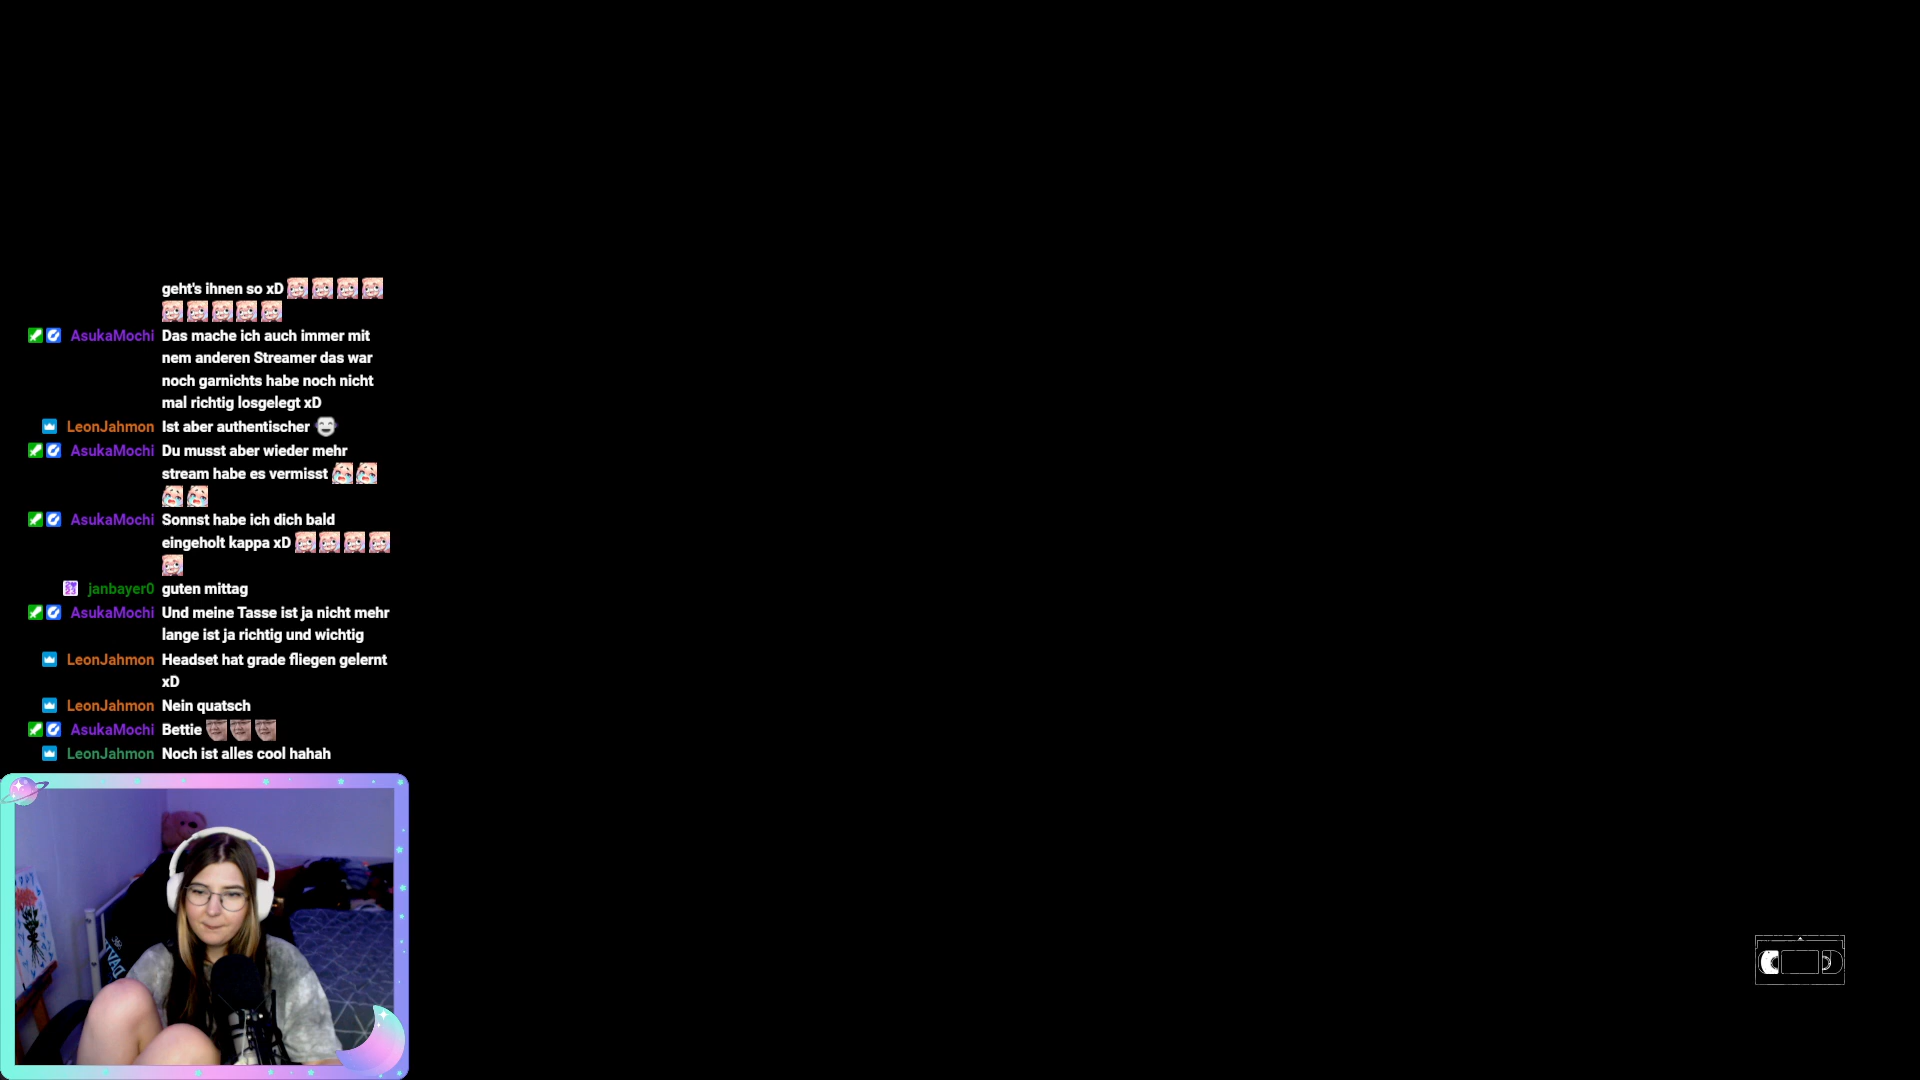 geht's ihnen so xD
AsukaMochi Das mache ich auch immer mit
nem anderen Streamer das war
noch garnichts habe noch nicht
mal richtig losgelegt xD
LeonJahmon Ist aber authentischer
AsukaMochi Du musst aber wieder mehr
stream habe es vermisst
AsukaMochi Sonnst habe ich dich bald
eingeholt kappa xD
janbayer0 guten mittag
AsukaMochi Und meine Tasse ist ja nicht mehr
lange ist ja richtig und wichtig
LeonJahmon Headset hat grade fliegen gelernt
xD
LeonJahmon Nein quatsch
AsukaMochi Bettie
LeonJahmon Noch ist alles cool hahah